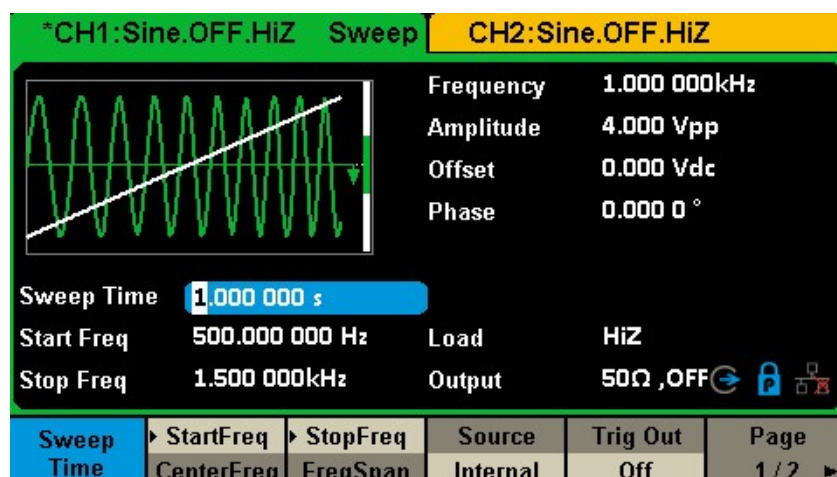 *CH1:Sine.OFF.HiZ Sweep CH2:Sine.OFF.HiZ
Frequency 1.000 000kHz
Amplitude 4.000 Vpp
Offset 0.000 Vdc
Phase 0.000 0 °
Sweep Time 1.000 000 s
Start Freq 500.000 000 Hz Load HiZ
Stop Freq 1.500 000kHz Output 50Ω ,OFF P
Sweep Time StartFreq StopFreq Source Trig Out Page
CenterFreq FreqSpan Internal Off 1/2